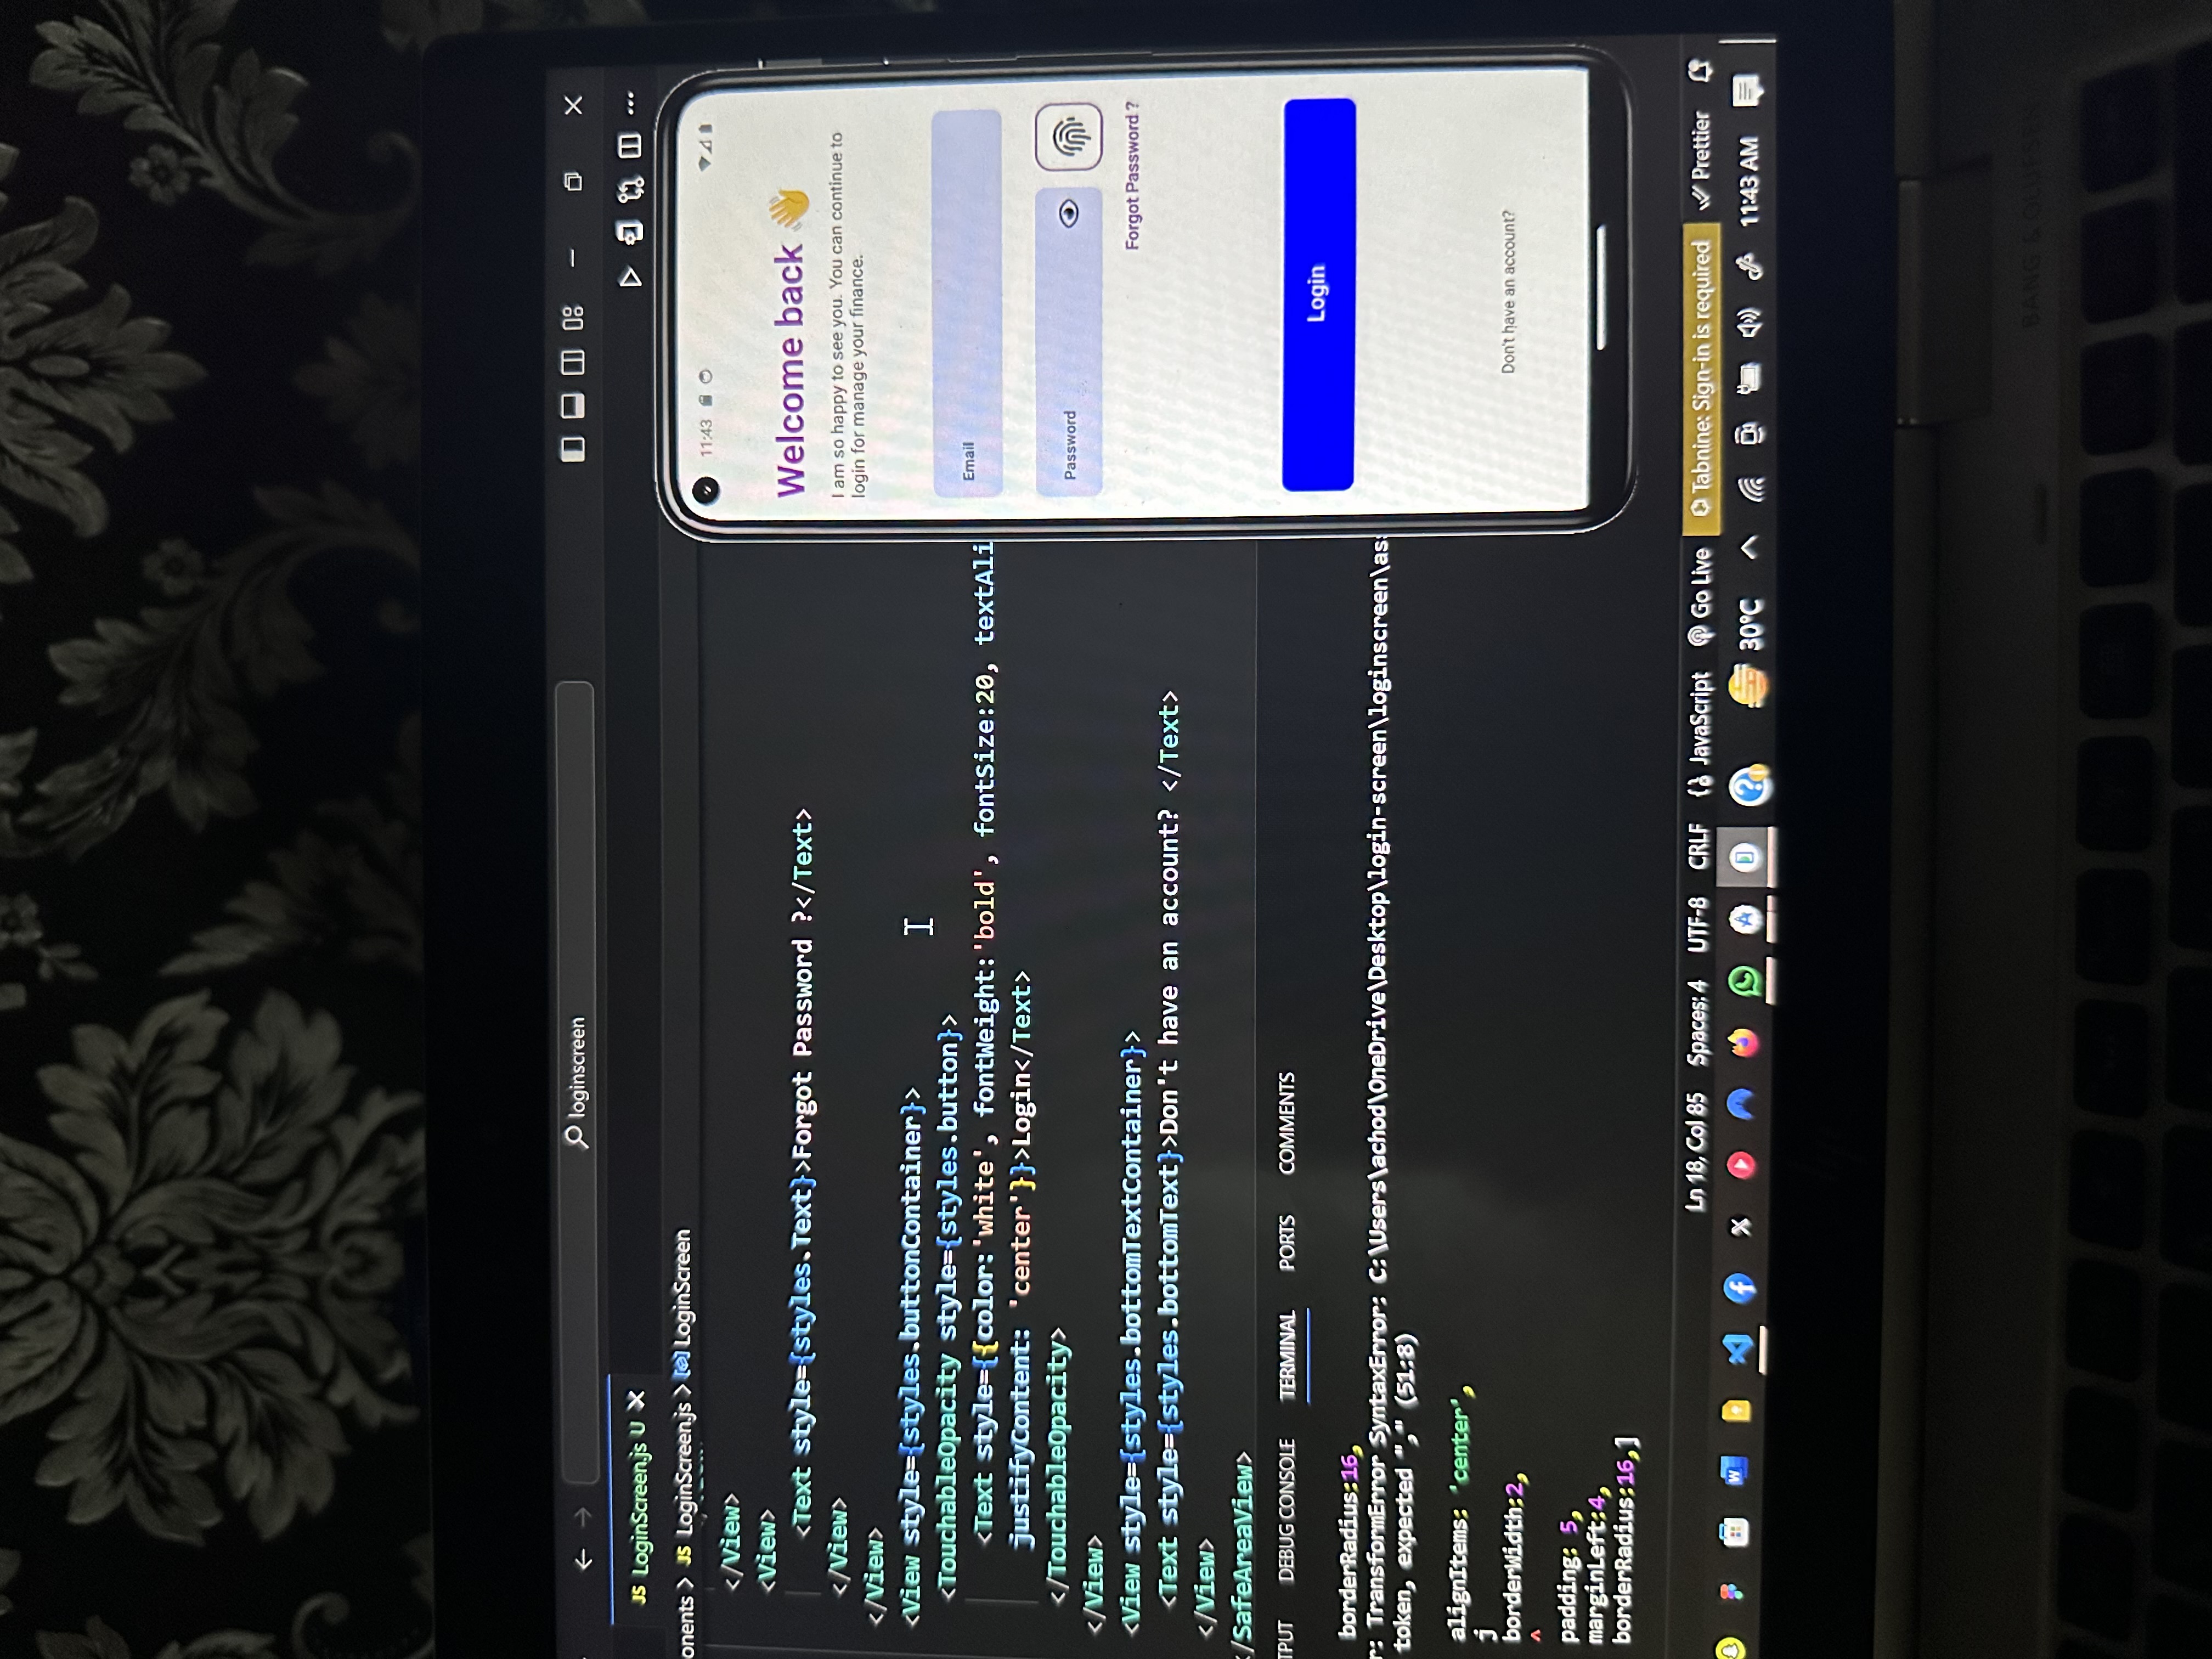 loginscreen
JS LoginScreen.js U
onents > JS LoginScreen.js > LoginScreen
</View>
<View>
<Text style={styles.Text}>Forgot Password ?</Text>
</View>
</View>
<View style={styles.buttonContainer}>
<TouchableOpacity style={styles.button}>
<Text style={{color:'white', fontWeight:'bold', fontSize:20, textAli
justifyContent: 'center'}}>Login</Text>
</TouchableOpacity>
</View>
<View style={styles.bottomTextContainer}>
<Text style={styles.bottomText}>Don't have an account? </Text>
</View>
</SafeAreaView>
TPUT DEBUG CONSOLE TERMINAL PORTS COMMENTS
borderRadius:16,
r: TransformError SyntaxError: C:\Users\achod\OneDrive\Desktop\login-screen\loginscreen\as
token, expected "," (51:8)
alignItems: 'center',
j
borderWidth:2,
^
padding: 5,
marginLeft:4,
borderRadius:16,]
11:43
Welcome back 👋
I am so happy to see you. You can continue to
login for manage your finance.
Email
Password
Forgot Password ?
Login
Don't have an account?
Ln 18, Col 85 Spaces: 4 UTF-8 CRLF {} JavaScript Go Live Tabnine: Sign-in is required Prettier
30°C 11:43 AM
BANG & OLUFSEN